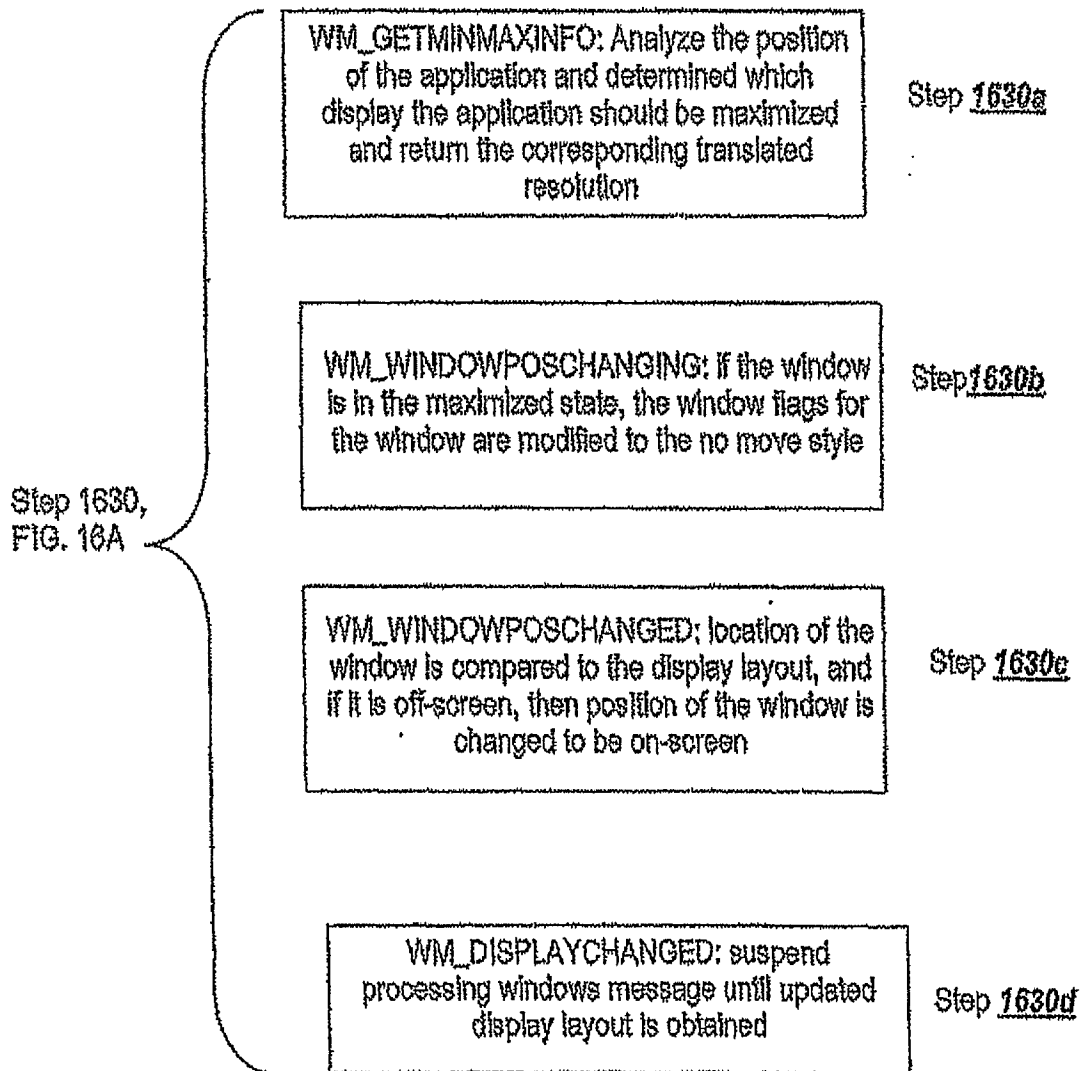 WM_GETMINMAXINFO: Analyze the position
of the application and determined which
display the application should be maximized
and return the corresponding translated
resolution
Step 1630a
WM_WINDOWPOSCHANGING: if the window
is in the maximized state, the window flags for
the window are modified to the no move style
Step1630b
Step 1630,
FIG. 16A
WM_WINDOWPOSCHANGED: location of the
window is compared to the display layout, and
if it is off-screen, then position of the window is
changed to be on-screen
Step 1630c
WM_DISPLAYCHANGED: suspend
processing windows message until updated
display layout is obtained
Step 1630d